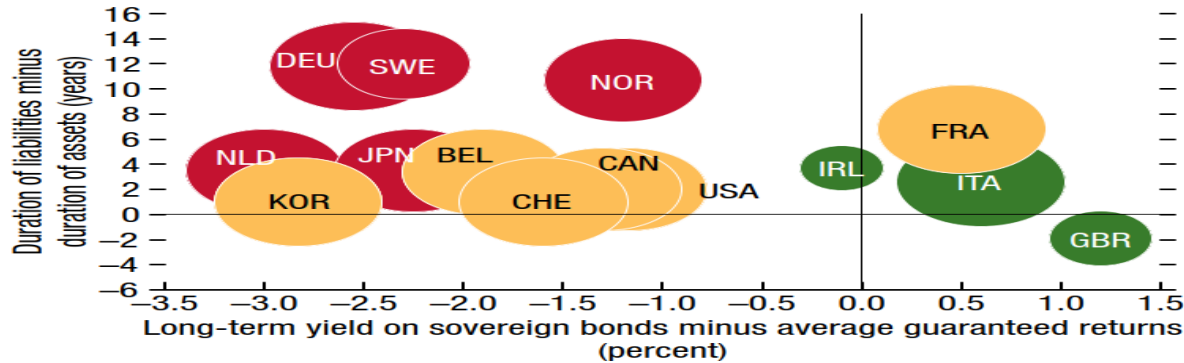 Duration of liabilities minus
duration of assets (years)
16
14
12
10
8
6
4
2
0
−2
−4
−6
DEU
SWE
NOR
NLD
JPN
BEL
CAN
USA
KOR
CHE
IRL
FRA
ITA
GBR
−3.5 −3.0 −2.5 −2.0 −1.5 −1.0 −0.5 0.0 0.5 1.0 1.5
Long-term yield on sovereign bonds minus average guaranteed returns
(percent)